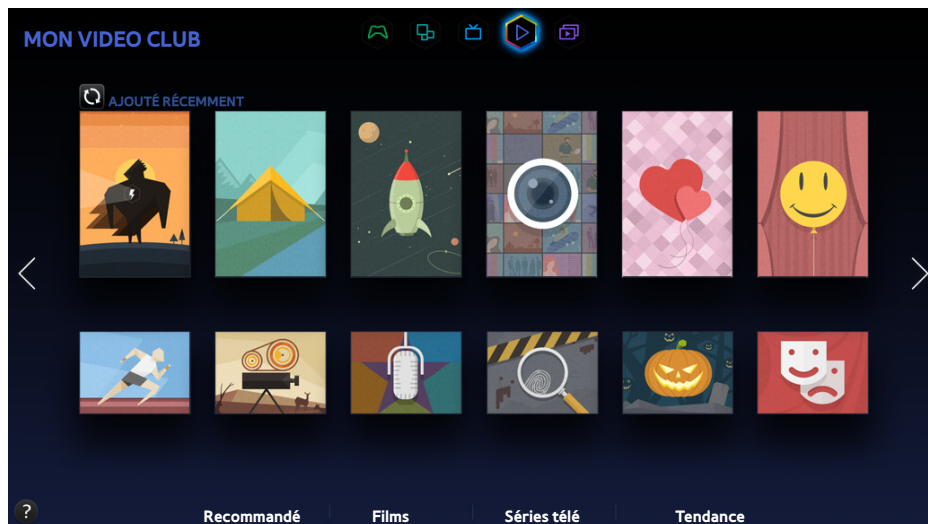 MON VIDEO CLUB
AJOUTÉ RÉCEMMENT
?
Recommandé Films Séries télé Tendance